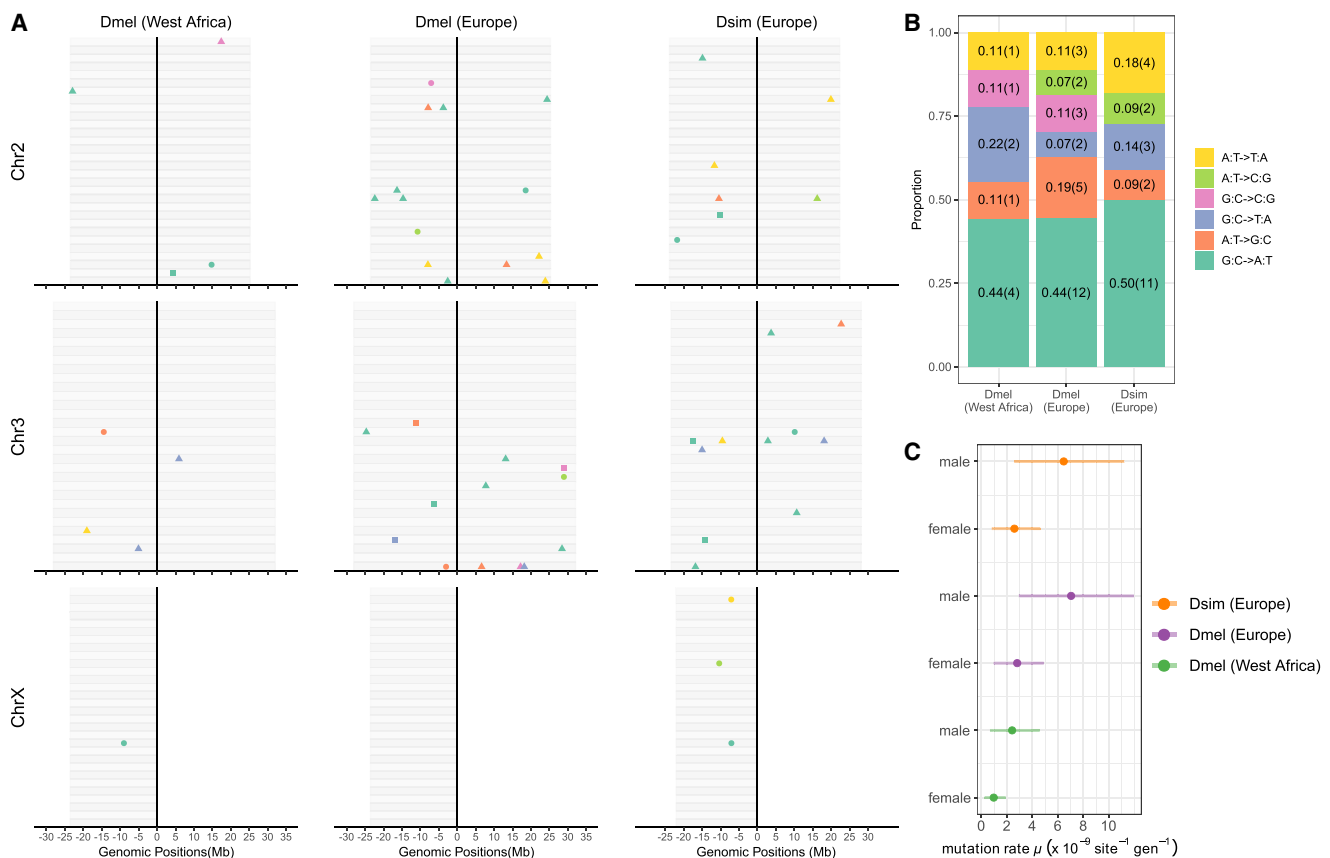 A
Dmel (West Africa)
Dmel (Europe)
Dsim (Europe)
Chr2
-30 -25 -20 -15 -10 -5 0 5 10 15 20 25 30 35
Genomic Positions(Mb)
-30 -25 -20 -15 -10 -5 0 5 10 15 20 25 30 35
Genomic Positions(Mb)
-30 -25 -20 -15 -10 -5 0 5 10 15 20 25 30
Genomic Positions (Mb)
Chr3
ChrX
B
Proportion
1.00
0.75
0.50
0.25
0.00
0.11(1)
0.11(1)
0.22(2)
0.11(1)
0.44(4)
0.11(3)
0.07(2)
0.11(3)
0.07(2)
0.19(5)
0.44(12)
0.18(4)
0.09(2)
0.14(3)
0.09(2)
0.50(11)
Dmel
(West Africa)
Dmel
(Europe)
Dsim
(Europe)
A:T->T:A
A:T->C:G
G:C->C:G
G:C->T:A
A:T->G:C
G:C->A:T
C
male
female
male
female
male
female
0 2 4 6 8 10
mutation rate μ (x 10⁻⁹ site⁻¹ gen⁻¹)
Dsim (Europe)
Dmel (Europe)
Dmel (West Africa)